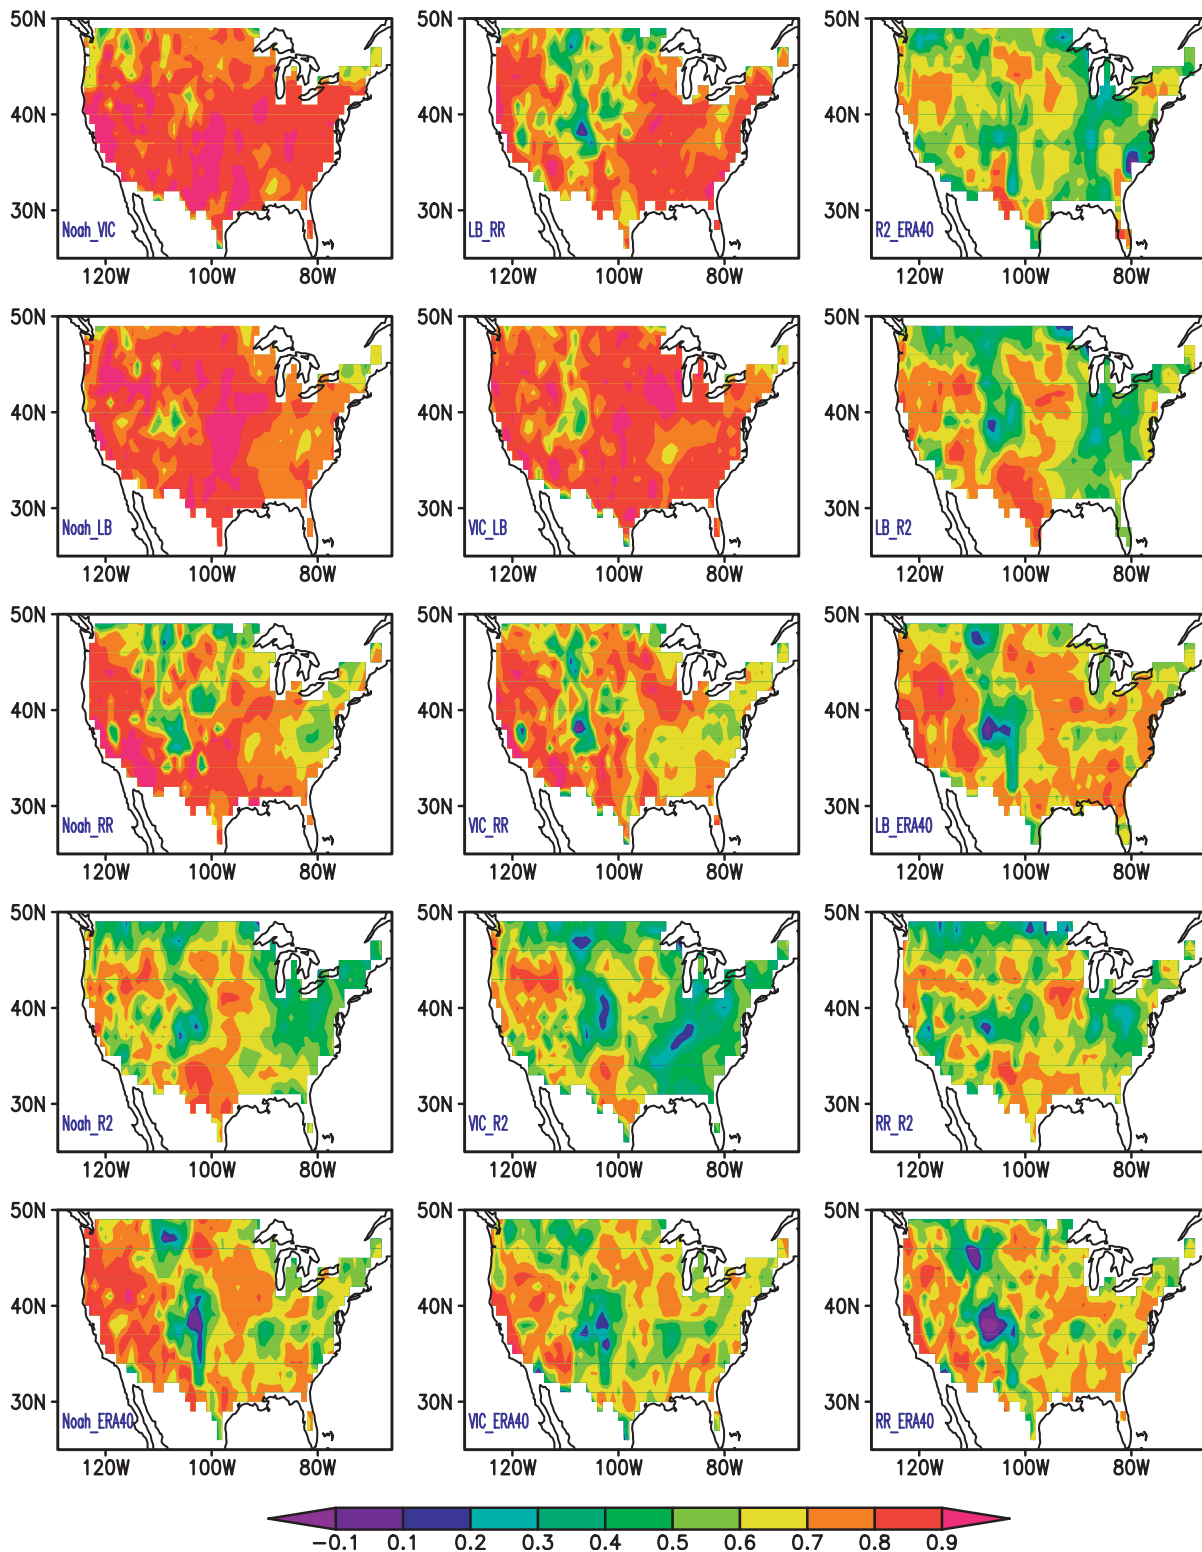 50N 50N 50N
40N 40N 40N
30N 30N 30N
Noah_VIC LB_RR R2_ERA40
120W 100W 80W 120W 100W 80W 120W 100W 80W
50N 50N 50N
40N 40N 40N
30N 30N 30N
Noah_LB VIC_LB LB_R2
120W 100W 80W 120W 100W 80W 120W 100W 80W
50N 50N 50N
40N 40N 40N
30N 30N 30N
Noah_RR VIC_RR LB_ERA40
120W 100W 80W 120W 100W 80W 120W 100W 80W
50N 50N 50N
40N 40N 40N
30N 30N 30N
Noah_R2 VIC_R2 RR_R2
120W 100W 80W 120W 100W 80W 120W 100W 80W
50N 50N 50N
40N 40N 40N
30N 30N 30N
Noah_ERA40 VIC_ERA40 RR_ERA40
120W 100W 80W 120W 100W 80W 120W 100W 80W
−0.1 0.1 0.2 0.3 0.4 0.5 0.6 0.7 0.8 0.9